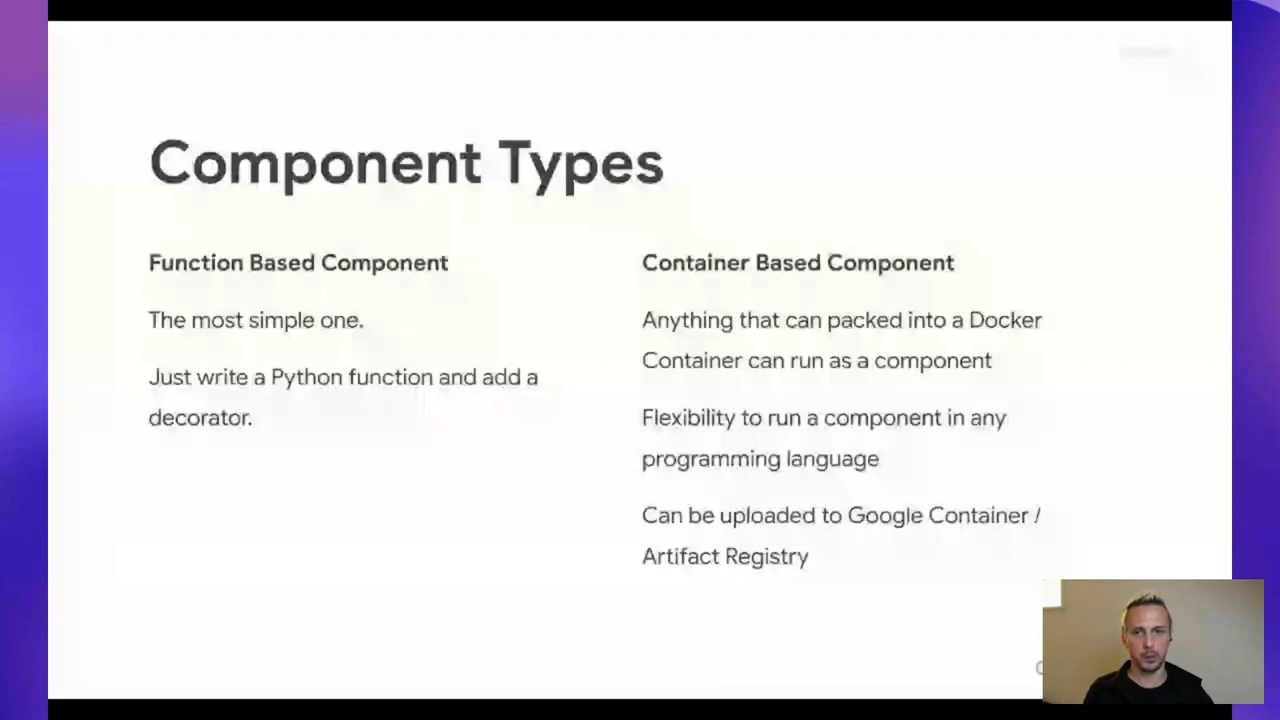 Component Types
Function Based Component
The most simple one.
Just write a Python function and add a
decorator.
Container Based Component
Anything that can packed into a Docker
Container can run as a component
Flexibility to run a component in any
programming language
Can be uploaded to Google Container /
Artifact Registry